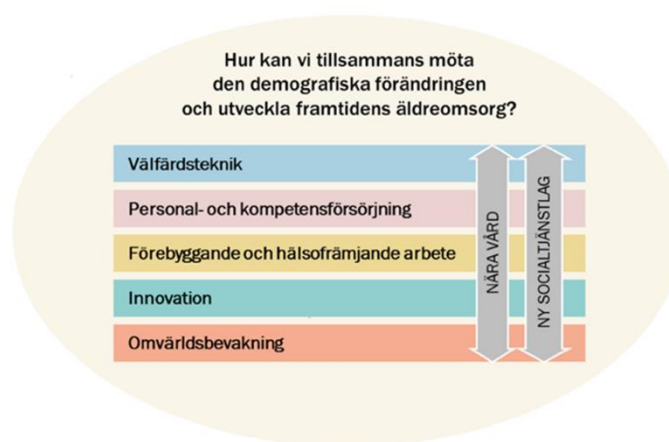 Hur kan vi tillsammans möta
den demografiska förändringen
och utveckla framtidens äldreomsorg?
Välfärdsteknik
Personal- och kompetensförsörjning
Förebyggande och hälsofrämjande arbete
Innovation
Omvärldsbevakning
NÄRA VÅRD
NY SOCIALTJÄNSTLAG